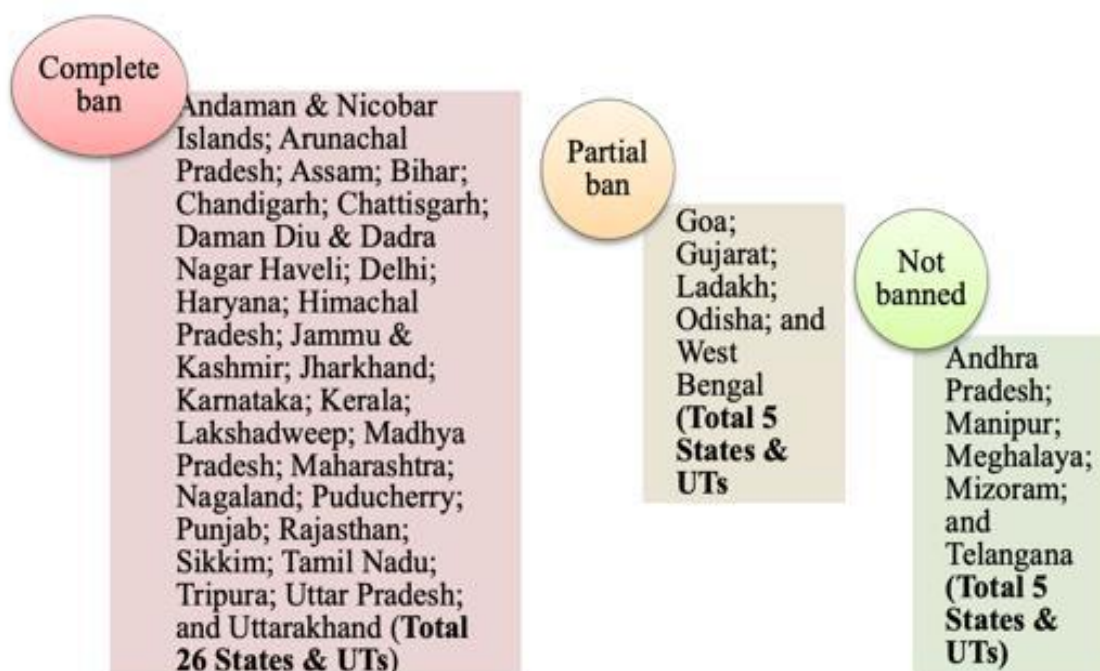 Complete
ban
Andaman & Nicobar
Islands; Arunachal
Pradesh; Assam; Bihar;
Chandigarh; Chattisgarh;
Daman Diu & Dadra
Nagar Haveli; Delhi;
Haryana; Himachal
Pradesh; Jammu &
Kashmir; Jharkhand;
Karnataka; Kerala;
Lakshadweep; Madhya
Pradesh; Maharashtra;
Nagaland; Puducherry;
Punjab; Rajasthan;
Sikkim; Tamil Nadu;
Tripura; Uttar Pradesh;
and Uttarakhand (Total
26 States & UTs)
Partial
ban
Goa;
Gujarat;
Ladakh;
Odisha; and
West
Bengal
(Total 5
States &
UTs
Not
banned
Andhra
Pradesh;
Manipur;
Meghalaya;
Mizoram;
and
Telangana
(Total 5
States &
UTs)